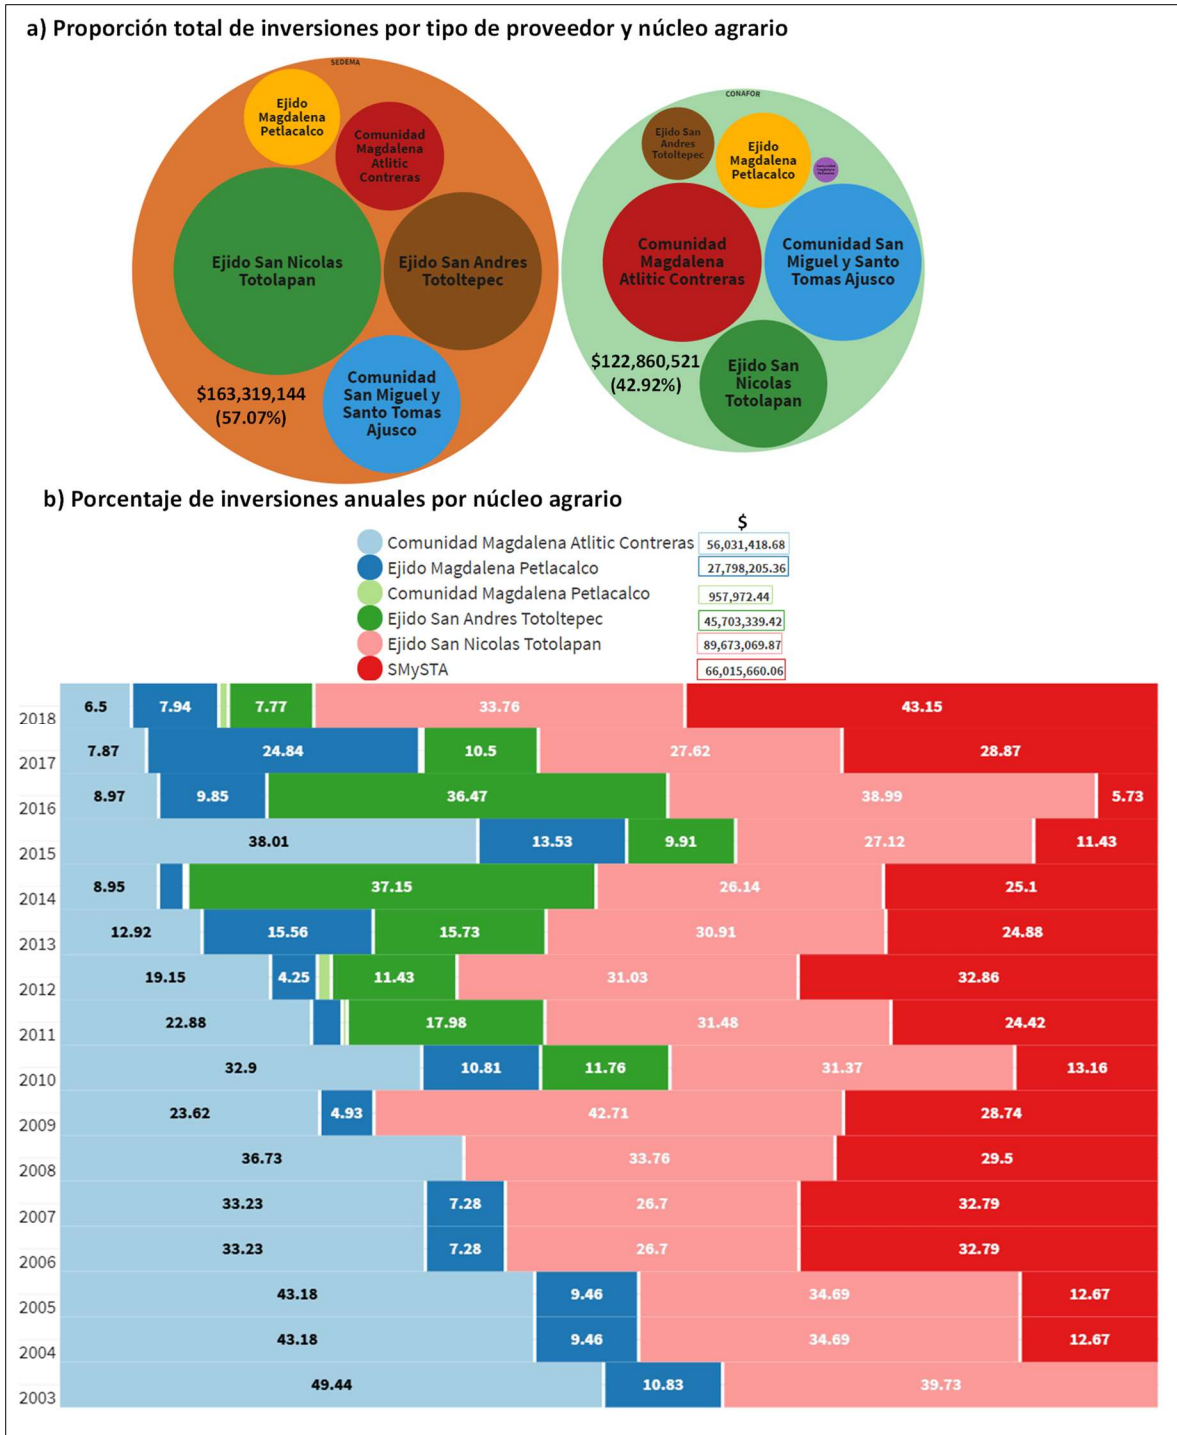 a) Proporción total de inversiones por tipo de proveedor y núcleo agrario
SEDEMA
Ejido
Magdalena
Petlacalco
Comunidad
Magdalena
Atlitic
Contreras
Ejido San Nicolas
Totolapan
Ejido San Andres
Totoltepec
Comunidad
San Miguel y
Santo Tomas
Ajusco
$163,319,144
(57.07%)
CONAFOR
Ejido San
Andres
Totoltepec
Ejido
Magdalena
Petlacalco
Comunidad
Magdalena
Petlacalco
Comunidad
Magdalena
Atlitic Contreras
Comunidad San
Miguel y Santo
Tomas Ajusco
$122,860,521
(42.92%)
Ejido San
Nicolas
Totolapan
b) Porcentaje de inversiones anuales por núcleo agrario
$
Comunidad Magdalena Atlitic Contreras 56,031,418.68
Ejido Magdalena Petlacalco 27,798,205.36
Comunidad Magdalena Petlacalco 957,972.44
Ejido San Andres Totoltepec 45,703,339.42
Ejido San Nicolas Totolapan 89,673,069.87
SMySTA 66,015,660.06
2018 6.5 7.94 7.77 33.76 43.15
2017 7.87 24.84 10.5 27.62 28.87
2016 8.97 9.85 36.47 38.99 5.73
2015 38.01 13.53 9.91 27.12 11.43
2014 8.95 37.15 26.14 25.1
2013 12.92 15.56 15.73 30.91 24.88
2012 19.15 4.25 11.43 31.03 32.86
2011 22.88 17.98 31.48 24.42
2010 32.9 10.81 11.76 31.37 13.16
2009 23.62 4.93 42.71 28.74
2008 36.73 33.76 29.5
2007 33.23 7.28 26.7 32.79
2006 33.23 7.28 26.7 32.79
2005 43.18 9.46 34.69 12.67
2004 43.18 9.46 34.69 12.67
2003 49.44 10.83 39.73